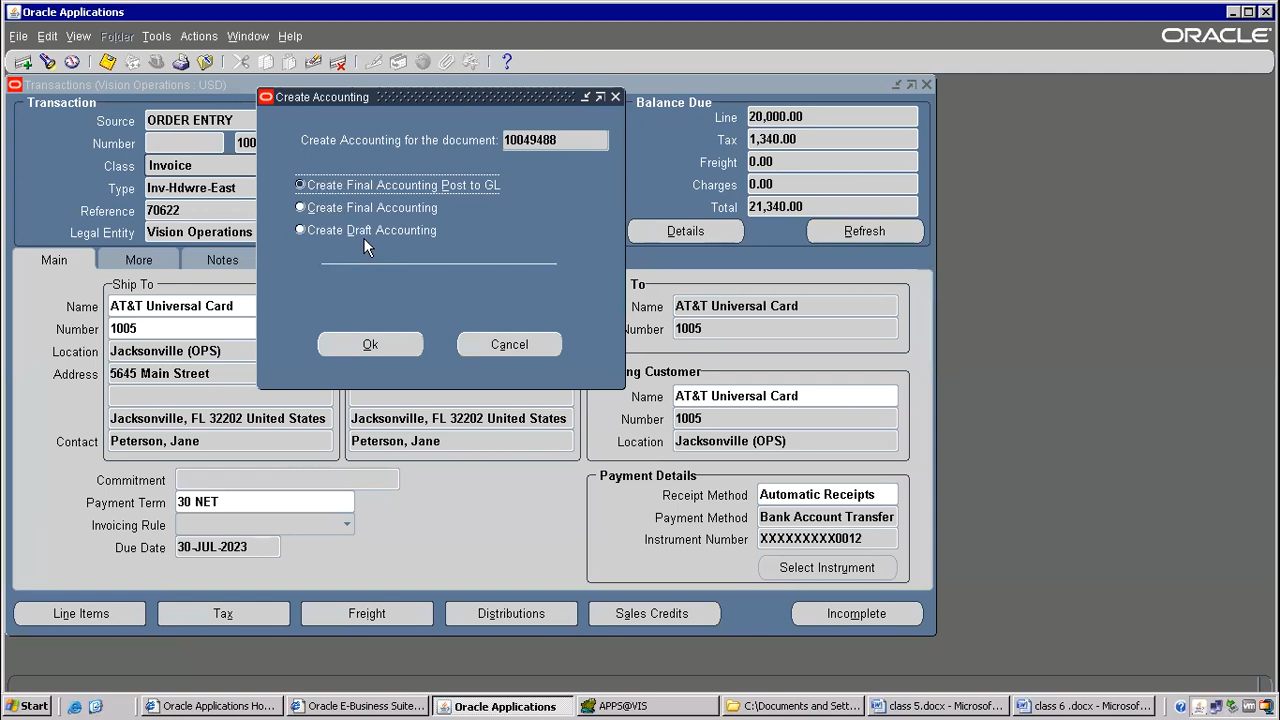 Oracle Applications
File Edit View Folder Tools Actions Window Help
ORACLE
Transactions (Vision Operations : USD)
Transaction
Source ORDER ENTRY
Number 100
Class Invoice
Type Inv-Hdwre-East
Reference 70622
Legal Entity Vision Operations
Create Accounting
Create Accounting for the document: 10049488
Create Final Accounting Post to GL
Create Final Accounting
Create Draft Accounting
Ok Cancel
Balance Due
Line 20,000.00
Tax 1,340.00
Freight 0.00
Charges 0.00
Total 21,340.00
Details Refresh
Main More Notes
Ship To
Name AT&T Universal Card
Number 1005
Location Jacksonville (OPS)
Address 5645 Main Street
Jacksonville, FL 32202 United States
Contact Peterson, Jane
Jacksonville, FL 32202 United States
Peterson, Jane
To
Name AT&T Universal Card
Number 1005
ng Customer
Name AT&T Universal Card
Number 1005
Location Jacksonville (OPS)
Commitment
Payment Term 30 NET
Invoicing Rule
Due Date 30-JUL-2023
Payment Details
Receipt Method Automatic Receipts
Payment Method Bank Account Transfer
Instrument Number XXXXXXXXX0012
Select Instrument
Line Items Tax Freight Distributions Sales Credits Incomplete
Start Oracle Applications Ho... Oracle E-Business Suite... Oracle Applications APPS@VIS C:\Documents and Sett... class 5.docx - Microsof... class 6 .docx - Microsof...